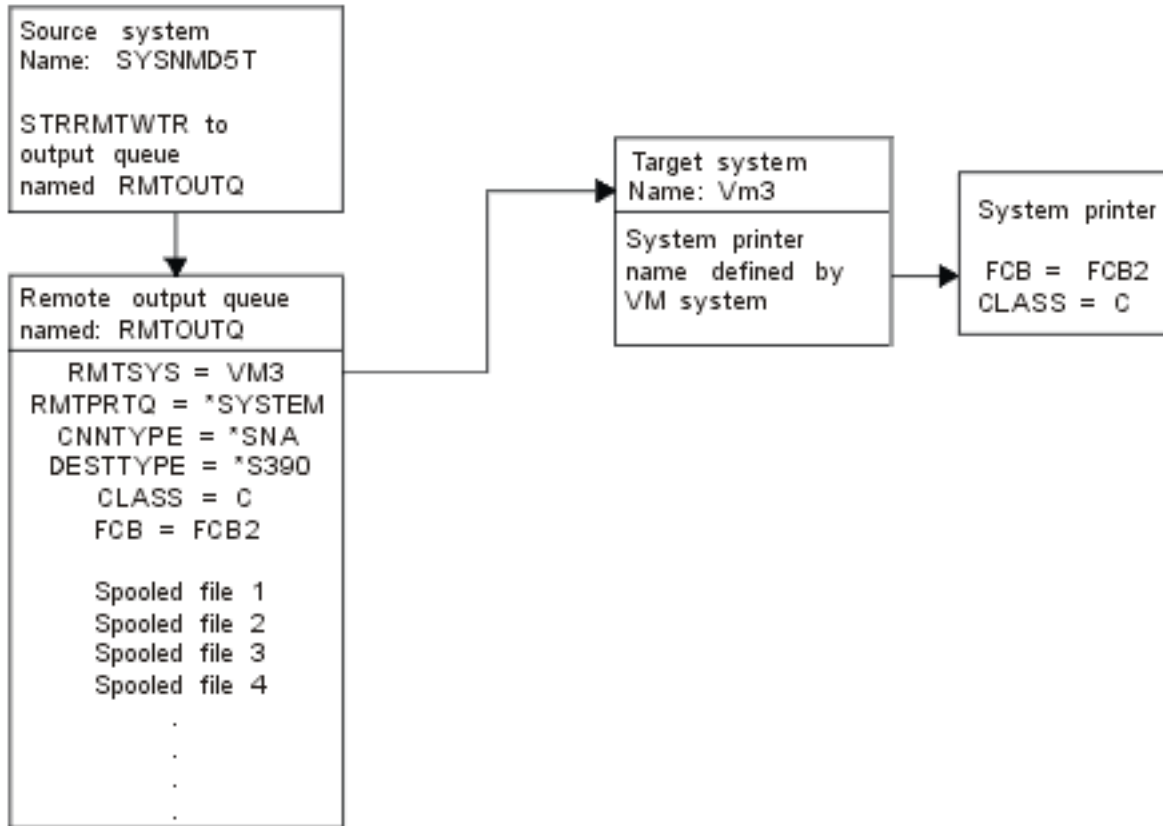 Source system
Name: SYSNMD5T
STRRMTWTR to
output queue
named RMTOUTQ
Remote output queue
named: RMTOUTQ
RMTSYS = VM3
RMTPRTQ = *SYSTEM
CNNTYPE = *SNA
DESTTYPE = *S390
CLASS = C
FCB = FCB2
Spooled file 1
Spooled file 2
Spooled file 3
Spooled file 4
.
.
.
.
Target system
Name: Vm3
System printer
name defined by
VM system
System printer
FCB = FCB2
CLASS = C